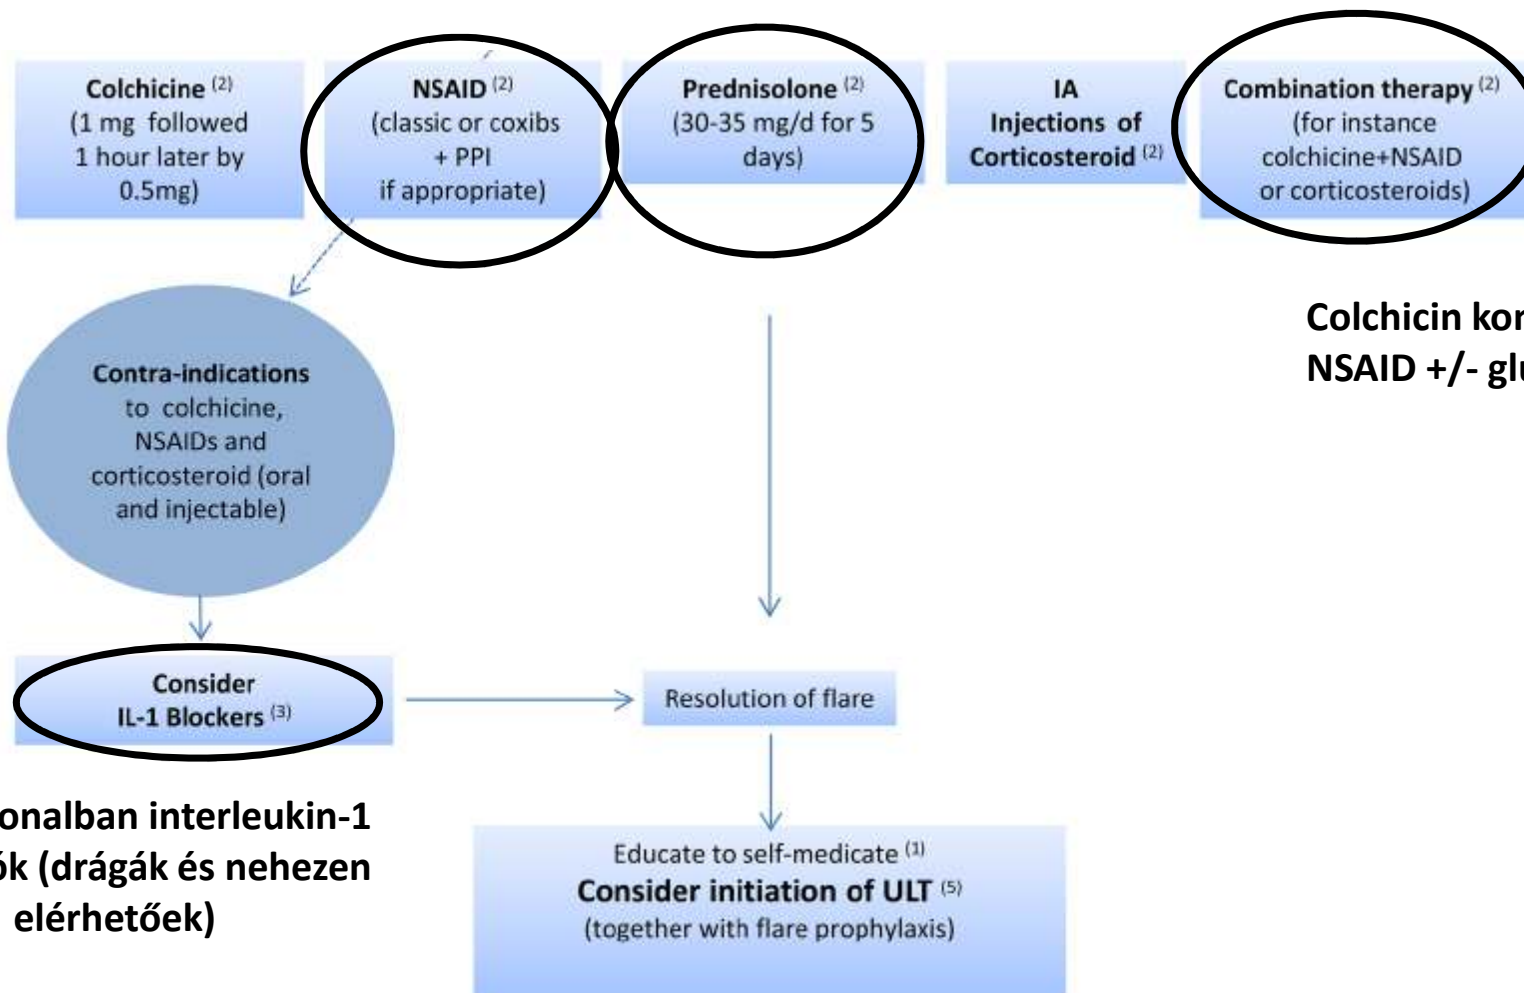 Colchicine (2)
(1 mg followed
1 hour later by
0.5mg)
NSAID (2)
(classic or coxibs
+ PPI
if appropriate)
Prednisolone (2)
(30-35 mg/d for 5
days)
IA
Injections of
Corticosteroid (2)
Combination therapy (2)
(for instance
colchicine+NSAID
or corticosteroids)
Colchicin
NSAID +/-
Contra-indications
to colchicine,
NSAIDs and
corticosteroid (oral
and injectable)
Consider
IL-1 Blockers (3)
Resolution of flare
interleukin-1
(drágák és nehezen
elérhetőek)
Educate to self-medicate (1)
Consider initiation of ULT (5)
(together with flare prophylaxis)